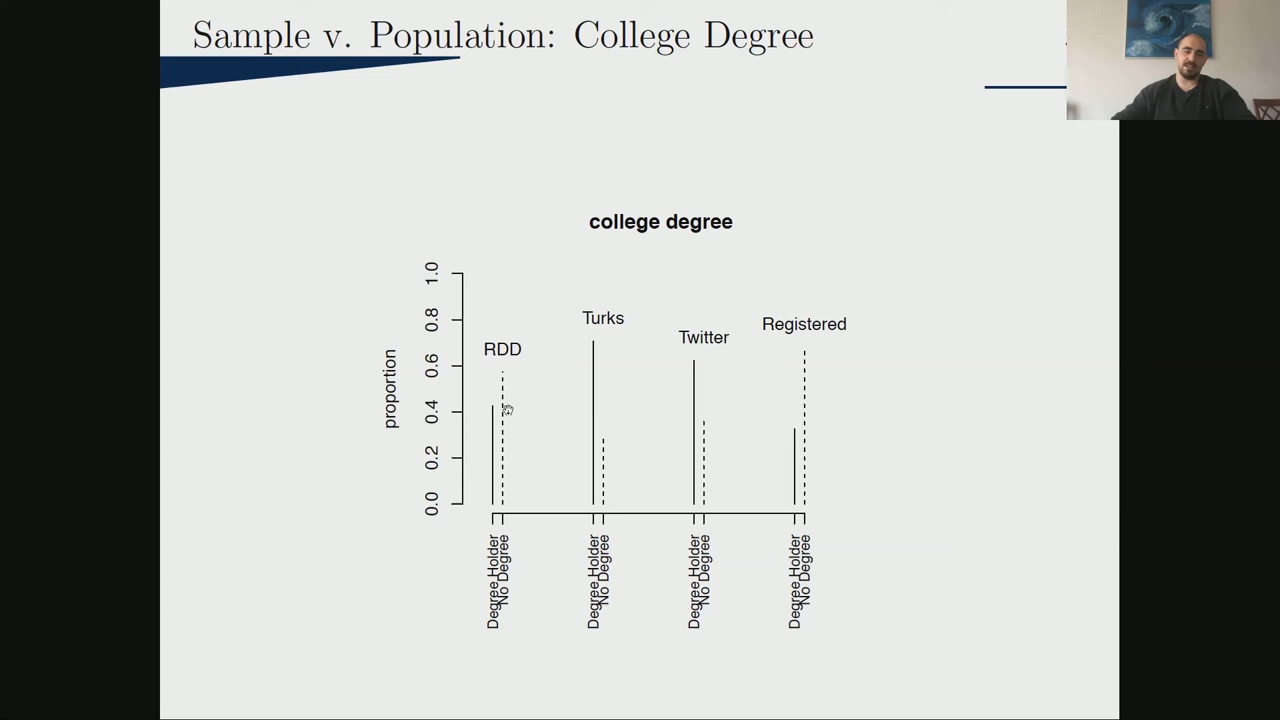 Sample v. Population: College Degree
college degree
proportion
1.0
0.8
0.6
0.4
0.2
0.0
RDD
Turks
Twitter
Registered
Degree Holder
No Degree
Degree Holder
No Degree
Degree Holder
No Degree
Degree Holder
No Degree